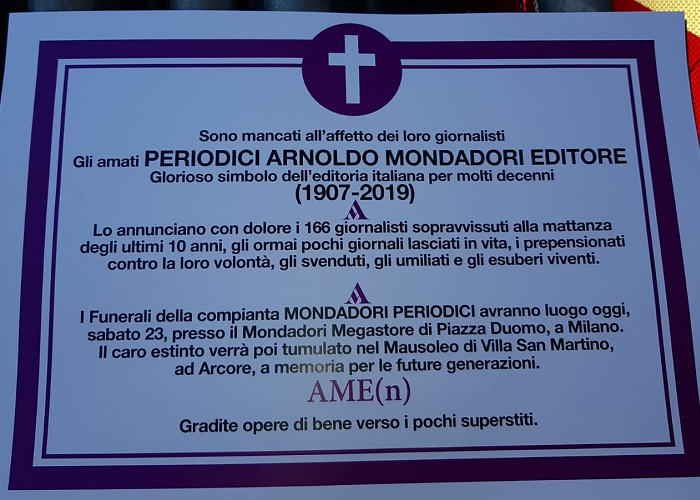 Sono mancati all'affetto dei loro giornalisti
Gli amati PERIODICI ARNOLDO MONDADORI EDITORE
Glorioso simbolo dell'editoria italiana per molti decenni
(1907-2019)
Lo annunciano con dolore i 166 giornalisti sopravvissuti alla mattanza
degli ultimi 10 anni, gli ormai pochi giornali lasciati in vita, i prepensionati
contro la loro volontà, gli svenduti, gli umiliati e gli esuberi viventi.
I Funerali della compianta MONDADORI PERIODICI avranno luogo oggi,
sabato 23, presso il Mondadori Megastore di Piazza Duomo, a Milano.
Il caro estinto verrà poi tumulato nel Mausoleo di Villa San Martino,
ad Arcore, a memoria per le future generazioni.
AME(n)
Gradite opere di bene verso i pochi superstiti.